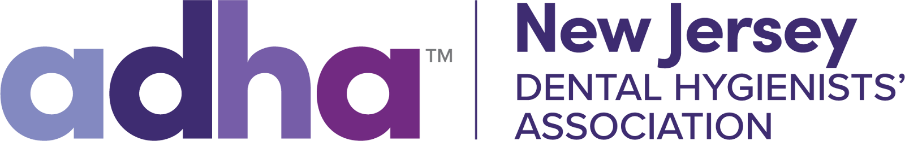 adha™
New Jersey
DENTAL HYGIENISTS’
ASSOCIATION